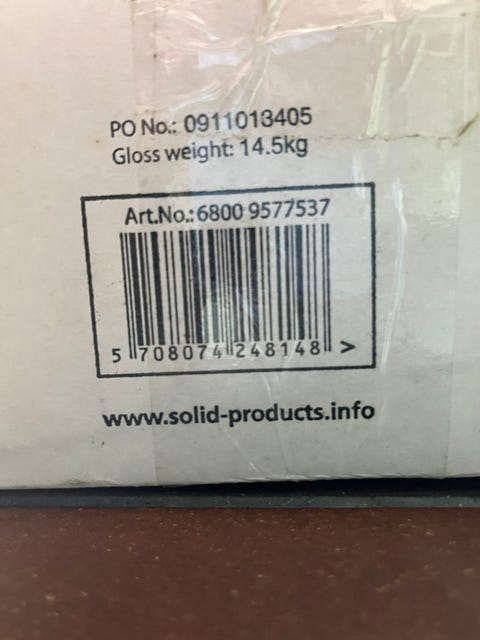 PO No.: 0911013405
Gloss weight: 14.5kg
Art.No.:6800 9577537
5 708074 248148 >
www.solid-products.info